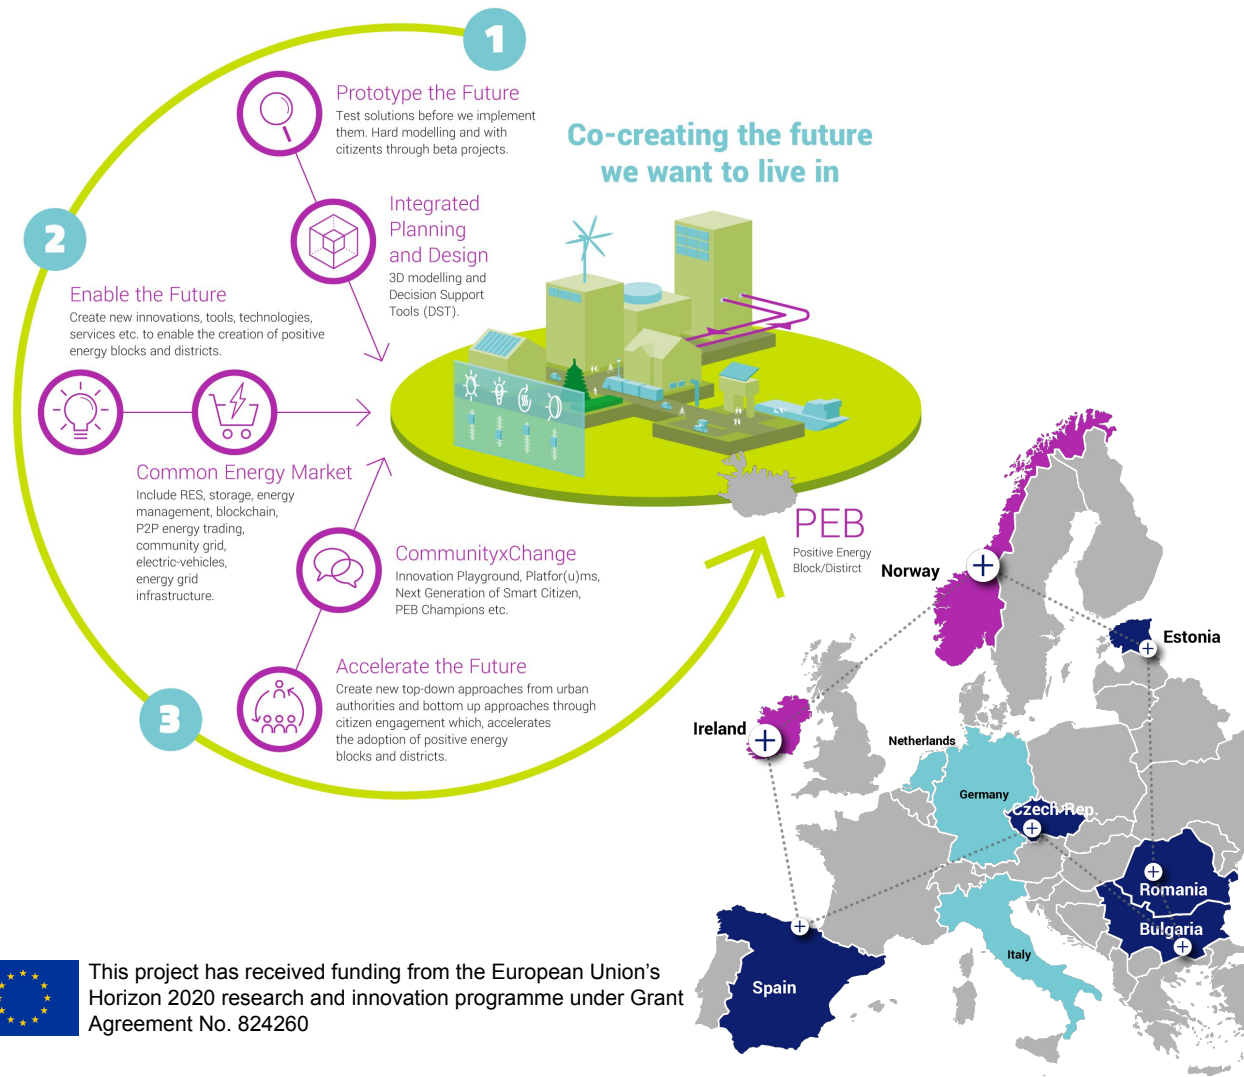 1
Prototype the Future
Test solutions before we implement
them. Hard modelling and with
citizents through beta projects.
Co-creating the future
we want to live in
Integrated
Planning
and Design
3D modelling and
Decision Support
Tools (DST).
2
Enable the Future
Create new innovations, tools, technologies,
services etc. to enable the creation of positive
energy blocks and districts.
Common Energy Market
Include RES, storage, energy
management, blockchain,
P2P energy trading,
community grid,
electric-vehicles,
energy grid
infrastructure.
CommunityxChange
Innovation Playground, Platfor(u)ms,
Next Generation of Smart Citizen,
PEB Champions etc.
PEB
Positive Energy
Block/Distirct
3
Accelerate the Future
Create new top-down approaches from urban
authorities and bottom up approaches through
citizen engagement which, accelerates
the adoption of positive energy
blocks and districts.
Norway
Estonia
Ireland
Netherlands
Germany
Czech Rep.
Romania
Bulgaria
Italy
Spain
This project has received funding from the European Union's
Horizon 2020 research and innovation programme under Grant
Agreement No. 824260